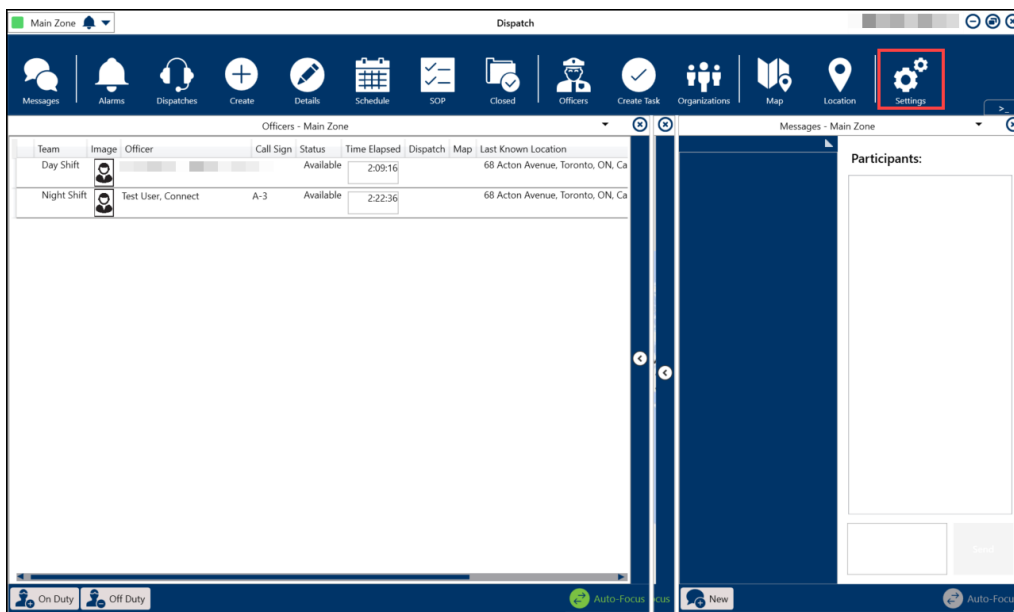 Main Zone
Dispatch
Messages
Alarms
Dispatches
Create
Details
Schedule
SOP
Closed
Officers
Create Task
Organizations
Map
Location
Settings
>_
Officers - Main Zone
Messages - Main Zone
Team Image Officer Call Sign Status Time Elapsed Dispatch Map Last Known Location
Day Shift Available 2:09:16 68 Acton Avenue, Toronto, ON, Ca
Night Shift Test User, Connect A-3 Available 2:22:36 68 Acton Avenue, Toronto, ON, Ca
Participants:
Send
On Duty
Off Duty
Auto-Focus
cus
New
Auto-Focu